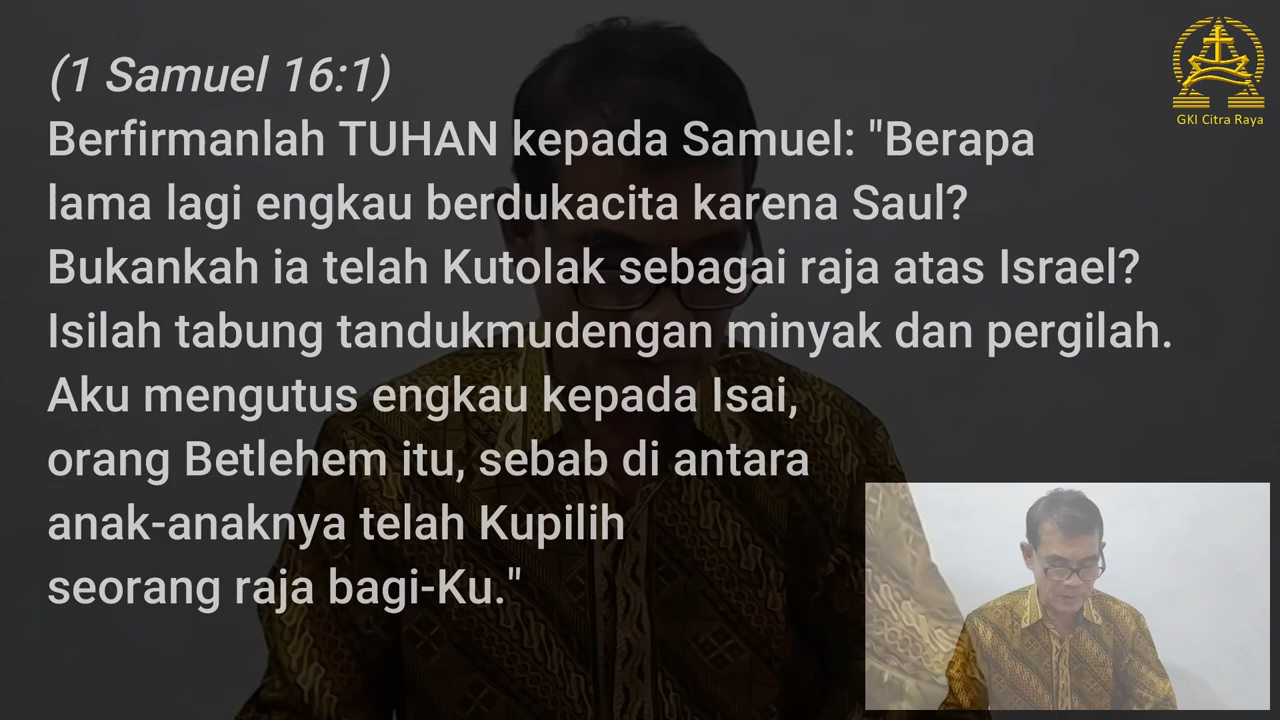 (1 Samuel 16:1)
Berfirmanlah TUHAN kepada Samuel: "Berapa
lama lagi engkau berdukacita karena Saul?
Bukankah ia telah Kutolak sebagai raja atas Israel?
Isilah tabung tandukmudengan minyak dan pergilah.
Aku mengutus engkau kepada Isai,
orang Betlehem itu, sebab di antara
anak-anaknya telah Kupilih
seorang raja bagi-Ku."
GKI Citra Raya